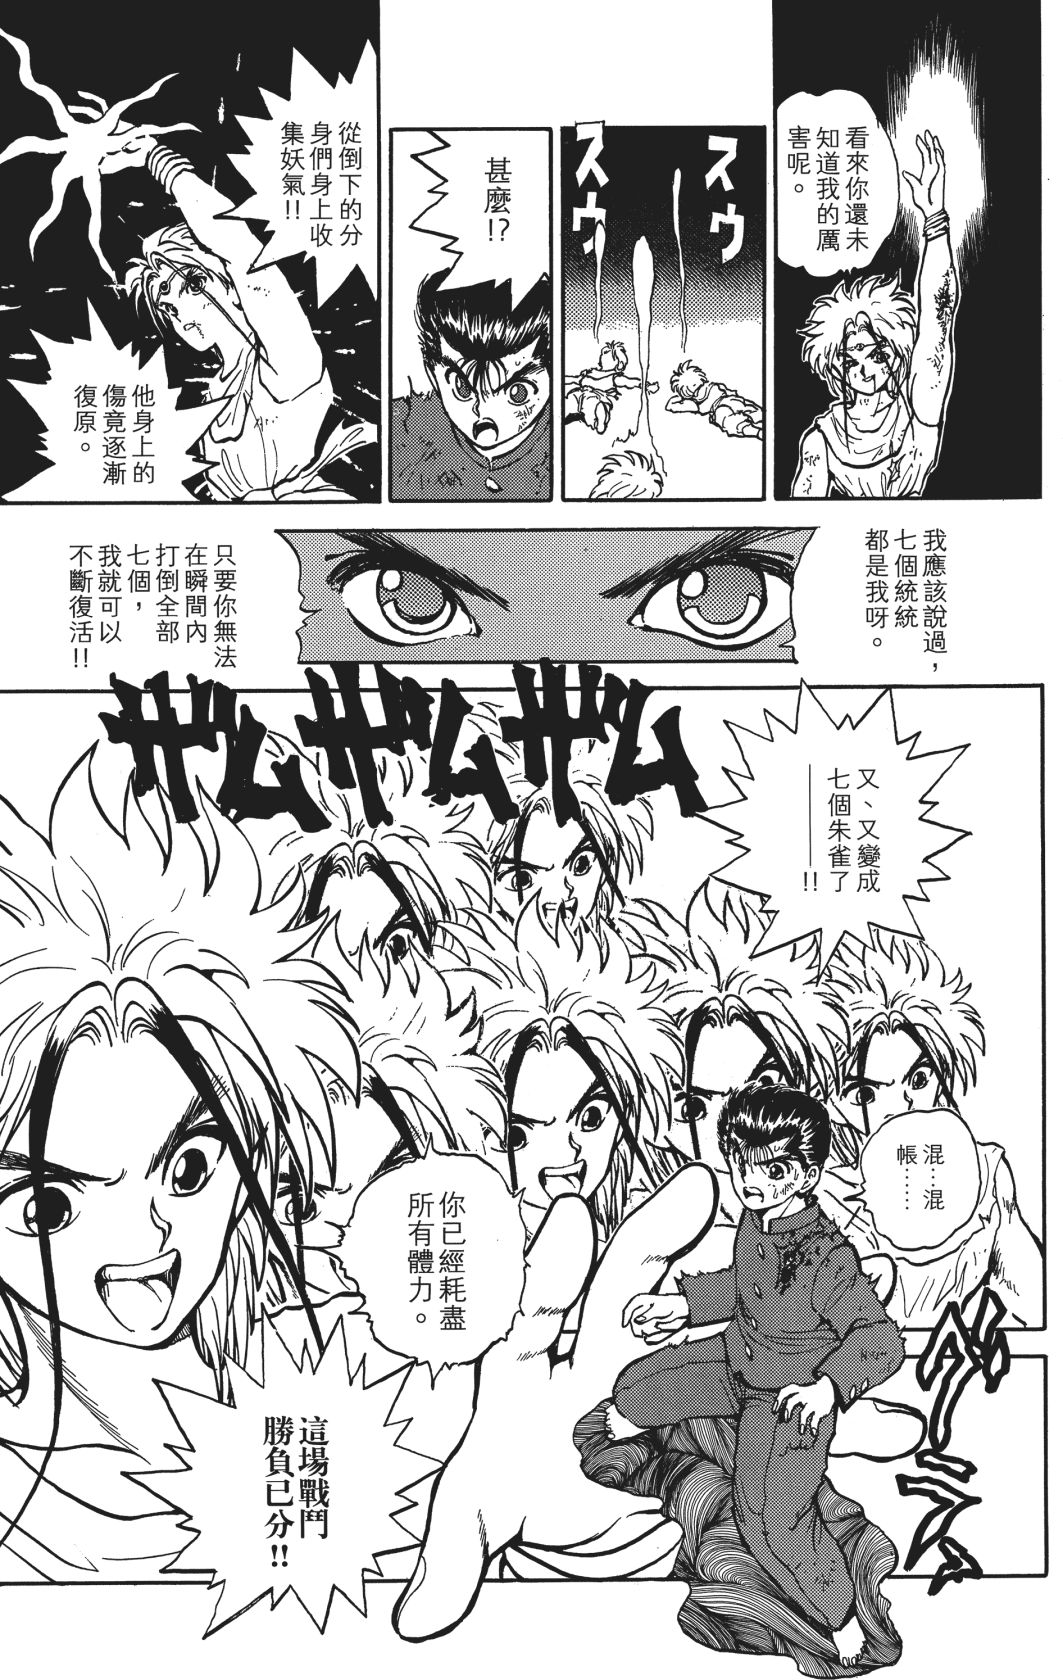 看來你還未
知道我的厲
害呢。
スウ
スウ
甚麼!?
從倒下的分
身們身上收
集妖氣!!
他身上的
傷竟逐漸
復原。
我應該說過，
七個統統
都是我呀。
只要你無法
在瞬間內
打倒全部
七個，
我就可以
不斷復活!!
又、又變成
七個朱雀了
——!!
ザムザムザム
混……混
帳……
你已經耗盡
所有體力。
這場戰鬥
勝負已分!!
グラッ